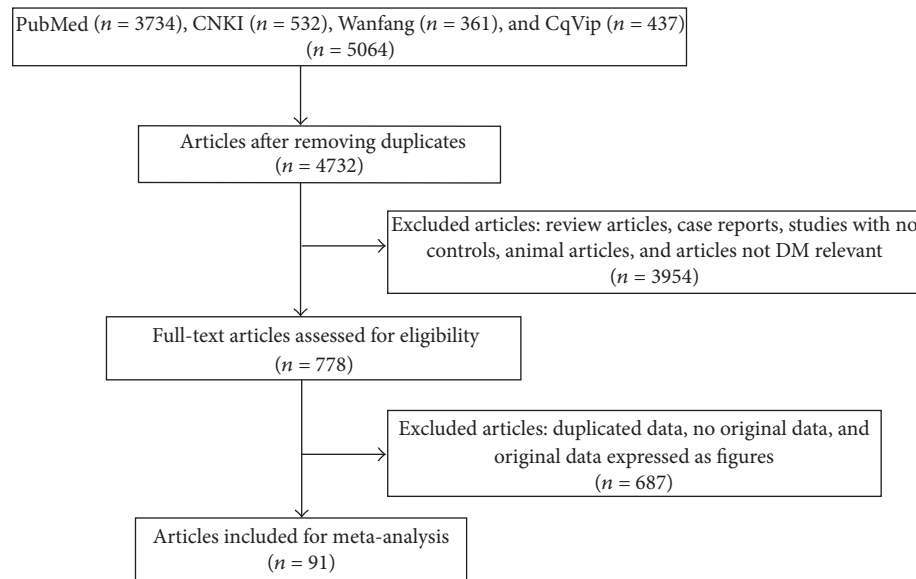 PubMed (n = 3734), CNKI (n = 532), Wanfang (n = 361), and CqVip (n = 437)
(n = 5064)
Articles after removing duplicates
(n = 4732)
Excluded articles: review articles, case reports, studies with no
controls, animal articles, and articles not DM relevant
(n = 3954)
Full-text articles assessed for eligibility
(n = 778)
Excluded articles: duplicated data, no original data, and
original data expressed as figures
(n = 687)
Articles included for meta-analysis
(n = 91)